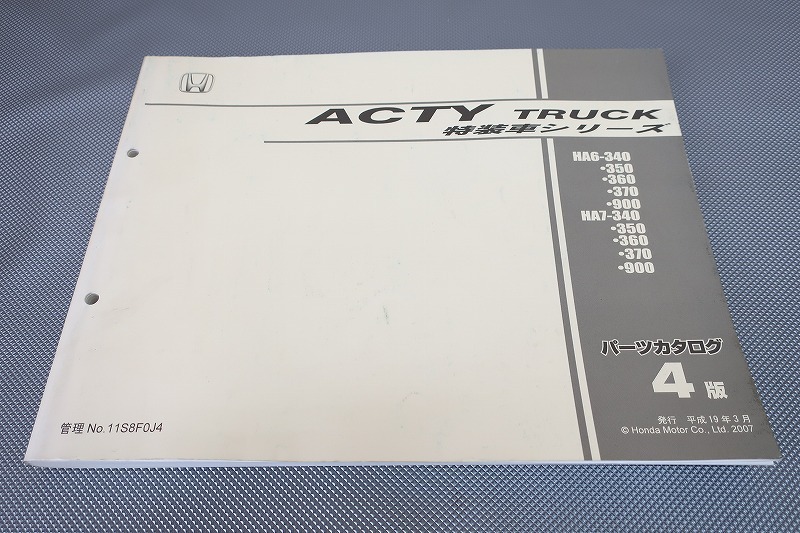 ACTY TRUCK
特装車シリーズ
HA6-340
・350
・360
・370
・900
HA7-340
・350
・360
・370
・900
パーツカタログ
4版
発行 平成19年3月
© Honda Motor Co., Ltd. 2007
管理 No.11S8F0J4